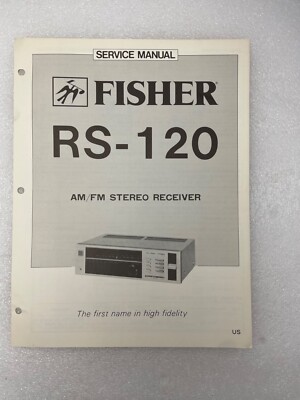 SERVICE MANUAL
FISHER
RS-120
AM/FM STEREO RECEIVER
The first name in high fidelity
US